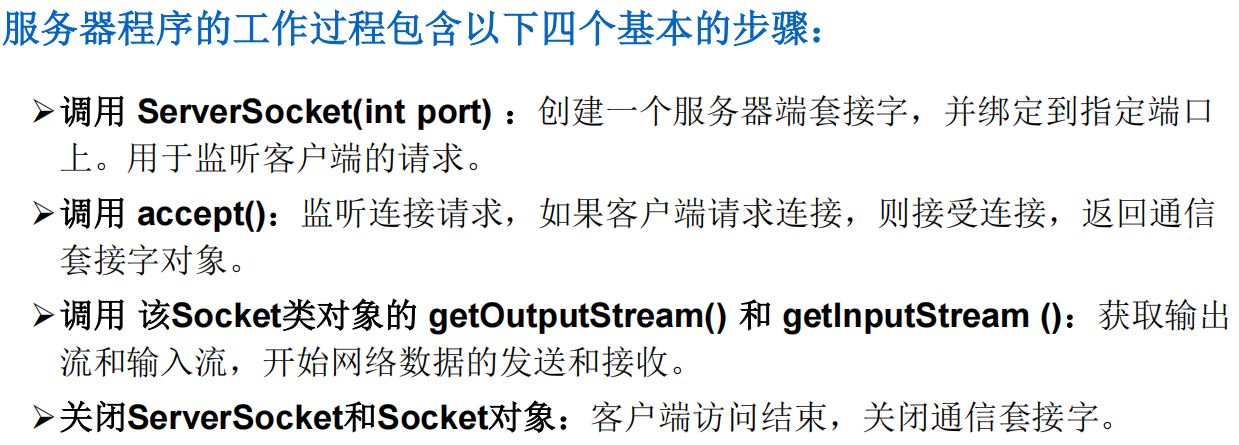 服务器程序的工作过程包含以下四个基本的步骤：
➢调用 ServerSocket(int port) ：创建一个服务器端套接字，并绑定到指定端口
上。用于监听客户端的请求。
➢调用 accept()：监听连接请求，如果客户端请求连接，则接受连接，返回通信
套接字对象。
➢调用 该Socket类对象的 getOutputStream() 和 getInputStream ()：获取输出
流和输入流，开始网络数据的发送和接收。
➢关闭ServerSocket和Socket对象：客户端访问结束，关闭通信套接字。